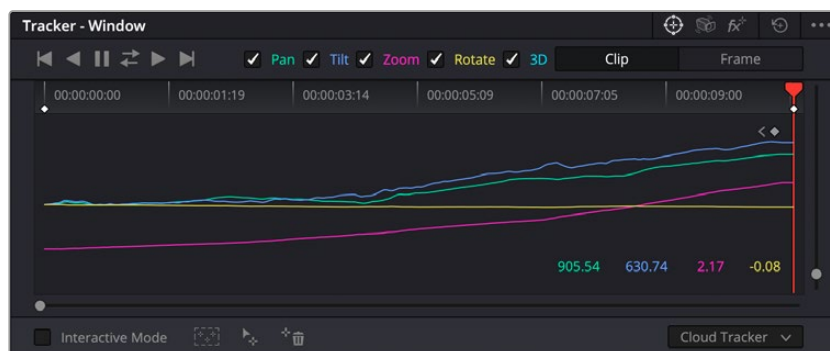 Tracker - Window
Pan Tilt Zoom Rotate 3D Clip Frame
00:00:00:00 00:00:01:19 00:00:03:14 00:00:05:09 00:00:07:05 00:00:09:00
905.54 630.74 2.17 -0.08
Interactive Mode Cloud Tracker